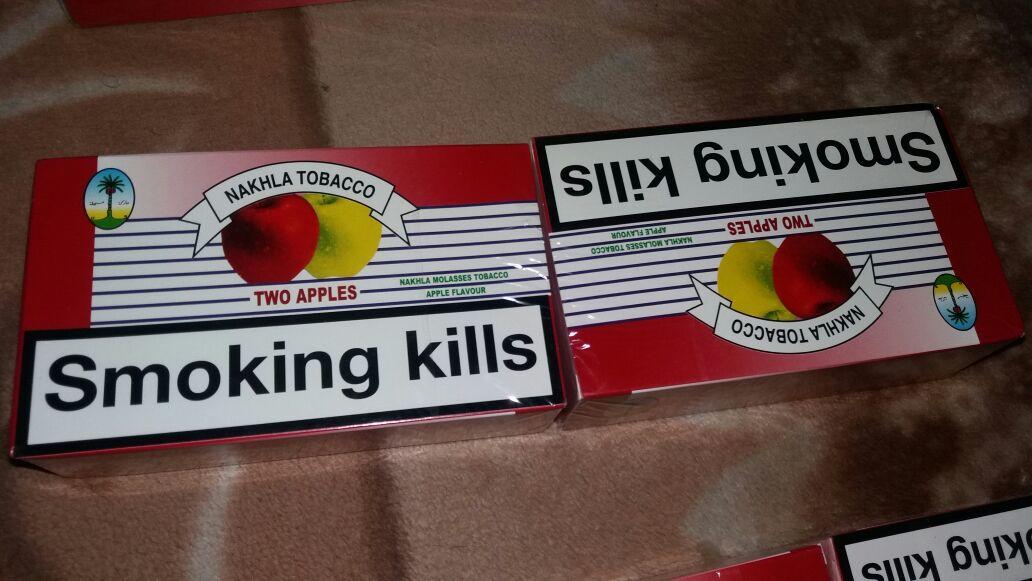 NAKHLA TOBACCO
TWO APPLES
NAKHLA MOLASSES TOBACCO
APPLE FLAVOUR
Smoking kills
NAKHLA TOBACCO
TWO APPLES
NAKHLA MOLASSES TOBACCO
APPLE FLAVOUR
Smoking kills
Smoking kills